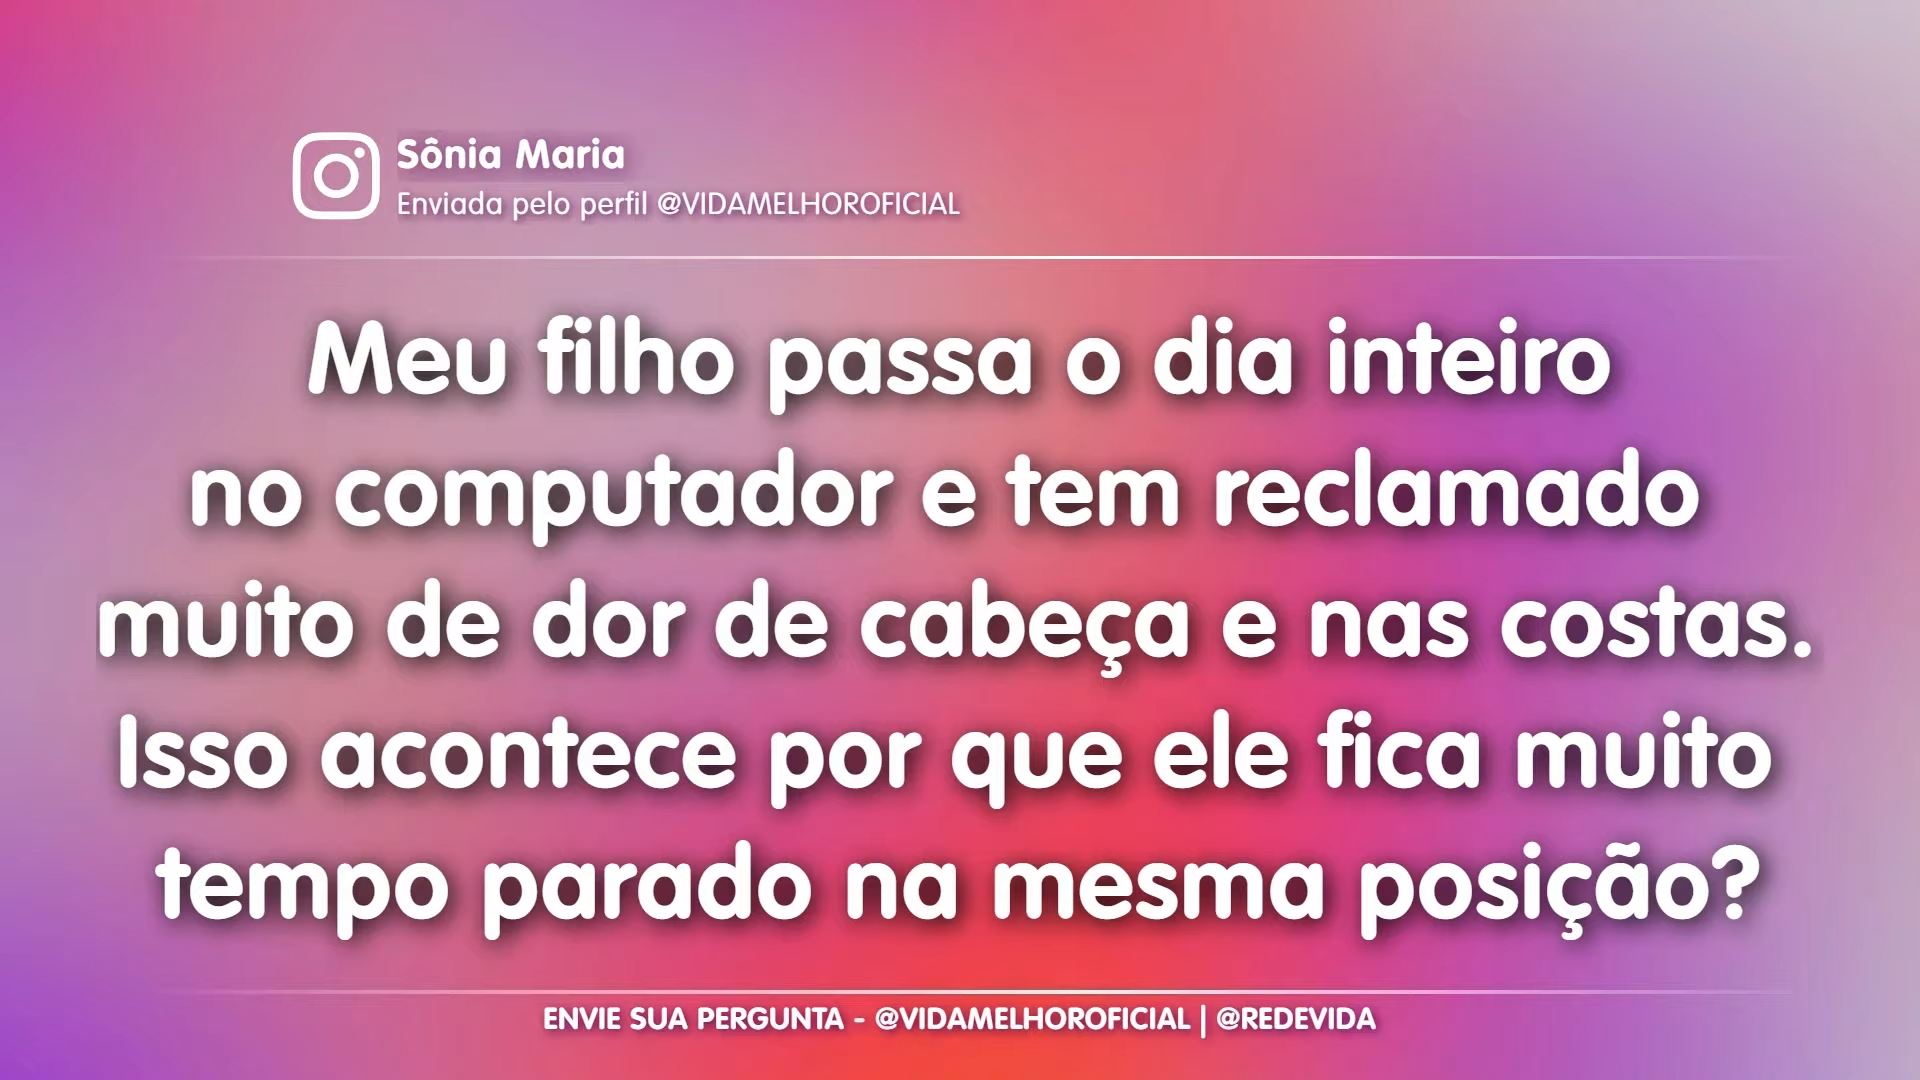 Sônia Maria
Enviada pelo perfil @VIDAMELHOROFICIAL
Meu filho passa o dia inteiro
no computador e tem reclamado
muito de dor de cabeça e nas costas.
Isso acontece por que ele fica muito
tempo parado na mesma posição?
ENVIE SUA PERGUNTA - @VIDAMELHOROFICIAL | @REDEVIDA